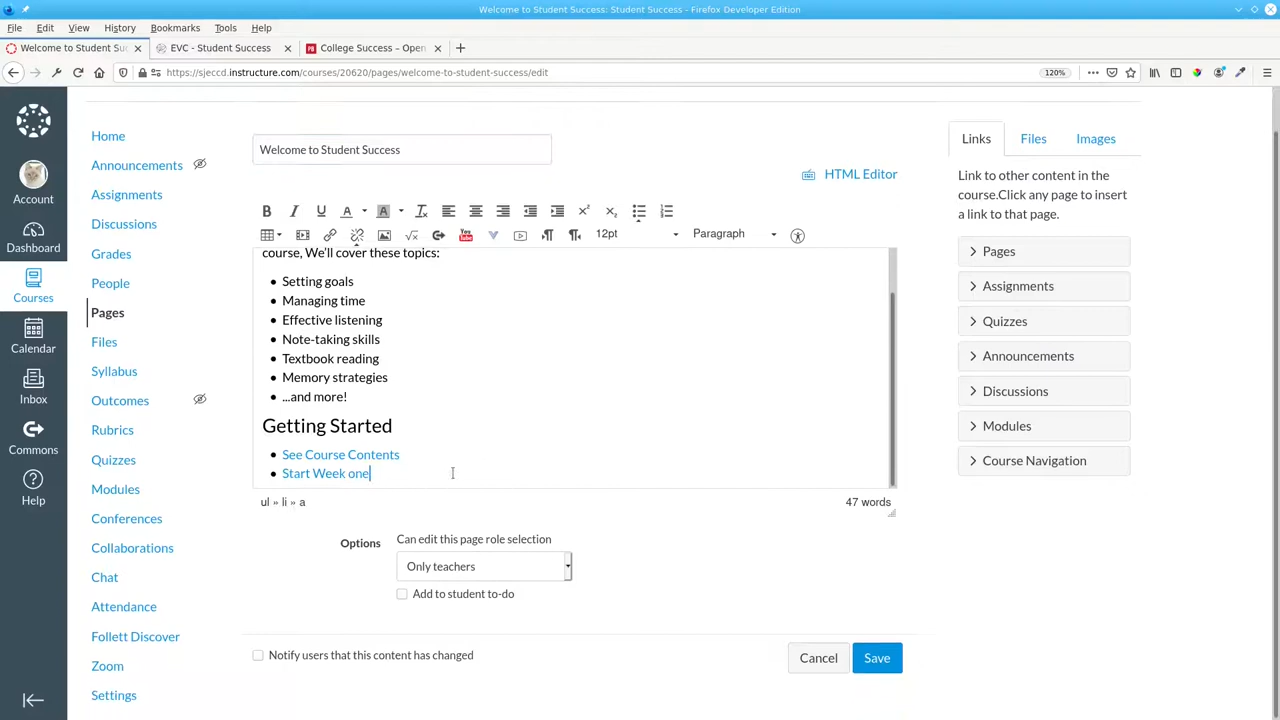 Welcome to Student Success: Student Success - Firefox Developer Edition
File Edit View History Bookmarks Tools Help
Welcome to Student Suc
EVC - Student Success
College Success – Open
https://sjeccd.instructure.com/courses/20620/pages/welcome-to-student-success/edit
120%
Account
Dashboard
Courses
Calendar
Inbox
Commons
Help
Home
Announcements
Assignments
Discussions
Grades
People
Pages
Files
Syllabus
Outcomes
Rubrics
Quizzes
Modules
Conferences
Collaborations
Chat
Attendance
Follett Discover
Zoom
Settings
Welcome to Student Success
HTML Editor
12pt
Paragraph
course, We'll cover these topics:
• Setting goals
• Managing time
• Effective listening
• Note-taking skills
• Textbook reading
• Memory strategies
• ...and more!
Getting Started
• See Course Contents
• Start Week one
ul » li » a
47 words
Options
Can edit this page role selection
Only teachers
Add to student to-do
Notify users that this content has changed
Cancel
Save
Links
Files
Images
Link to other content in the
course.Click any page to insert
a link to that page.
Pages
Assignments
Quizzes
Announcements
Discussions
Modules
Course Navigation